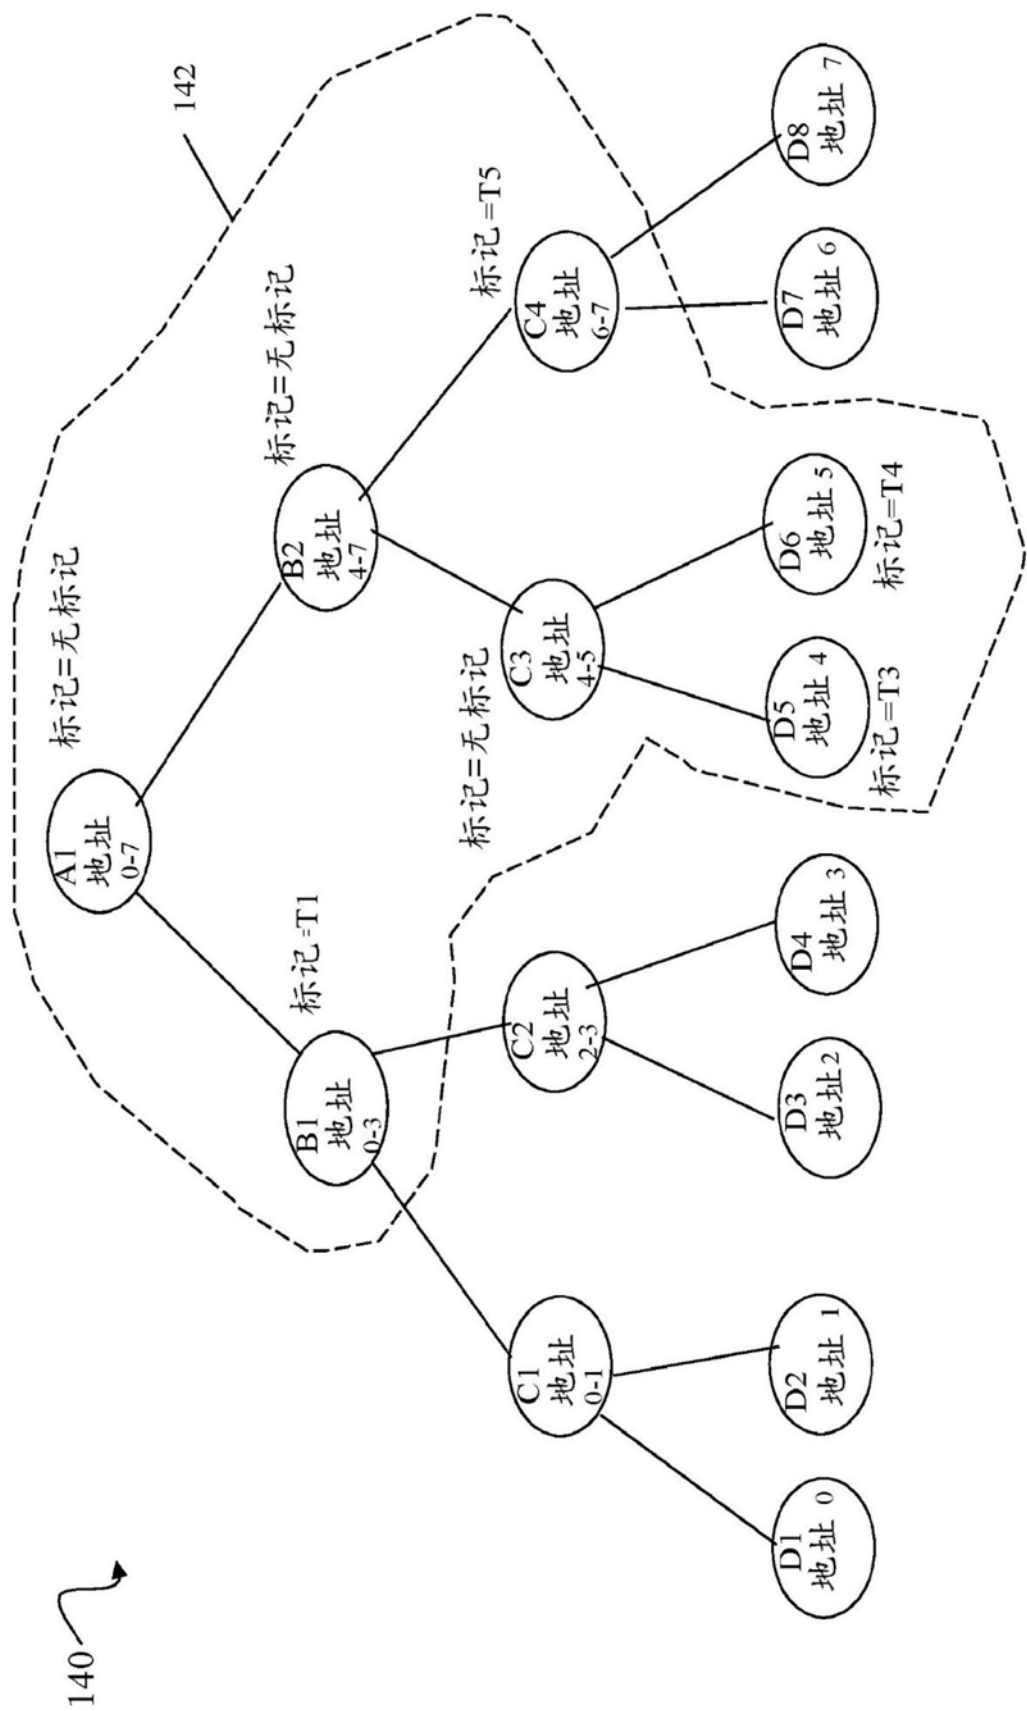 140
142
标记=无标记
A1
地址
0-7
标记=T1
标记=无标记
B1
地址
0-3
B2
地址
4-7
标记=无标记
标记=T5
C1
地址
0-1
C2
地址
2-3
C3
地址
4-5
C4
地址
6-7
D1
地址 0
D2
地址 1
D3
地址2
D4
地址 3
D5
地址 4
D6
地址 5
D7
地址 6
D8
地址 7
标记=T3
标记=T4